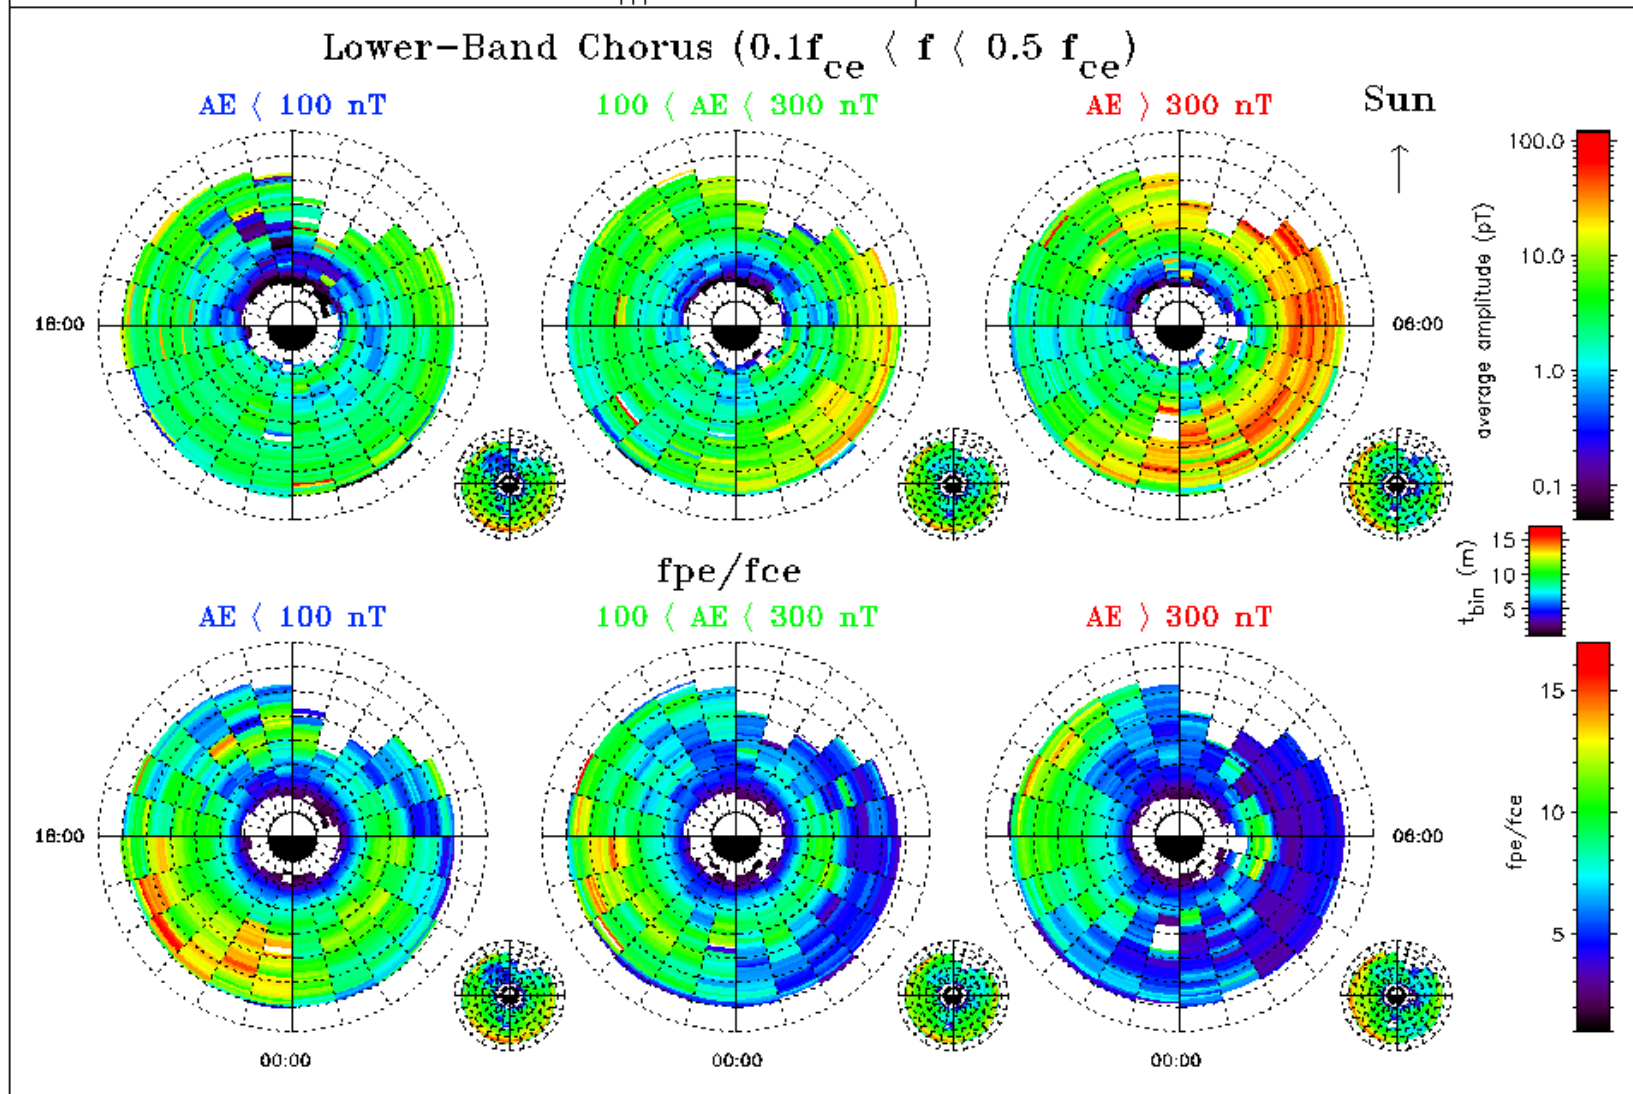 Lower-Band Chorus (0.1f_ce < f < 0.5 f_ce)
AE < 100 nT 100 < AE < 300 nT AE > 300 nT Sun
↑
100.0
10.0
1.0
0.1
average amplitude (pT)
18:00 06:00
fpe/fce
15
10
5
t_bin (m)
AE < 100 nT 100 < AE < 300 nT AE > 300 nT
15
10
5
fpe/fce
18:00 06:00
00:00 00:00 00:00